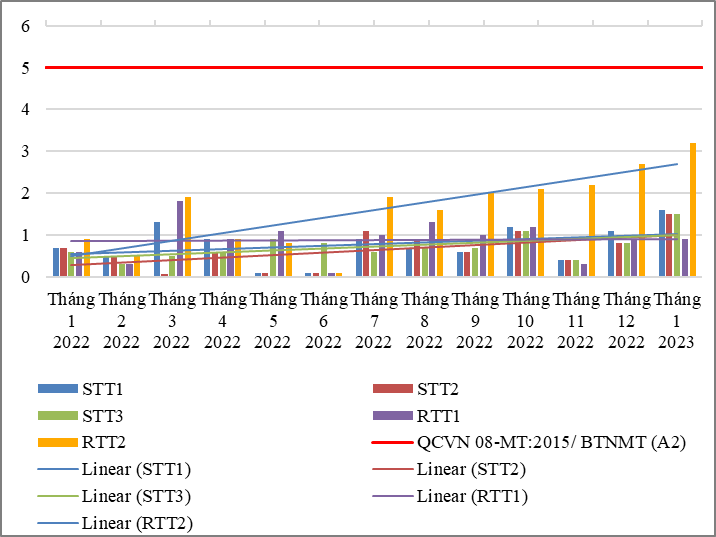 6
5
4
3
2
1
0
Tháng Tháng Tháng Tháng Tháng Tháng Tháng Tháng Tháng Tháng Tháng Tháng Tháng
1 2 3 4 5 6 7 8 9 10 11 12 1
2022 2022 2022 2022 2022 2022 2022 2022 2022 2022 2022 2022 2023
STT1 STT2
STT3 RTT1
RTT2 QCVN 08-MT:2015/ BTNMT (A2)
Linear (STT1) Linear (STT2)
Linear (STT3) Linear (RTT1)
Linear (RTT2)